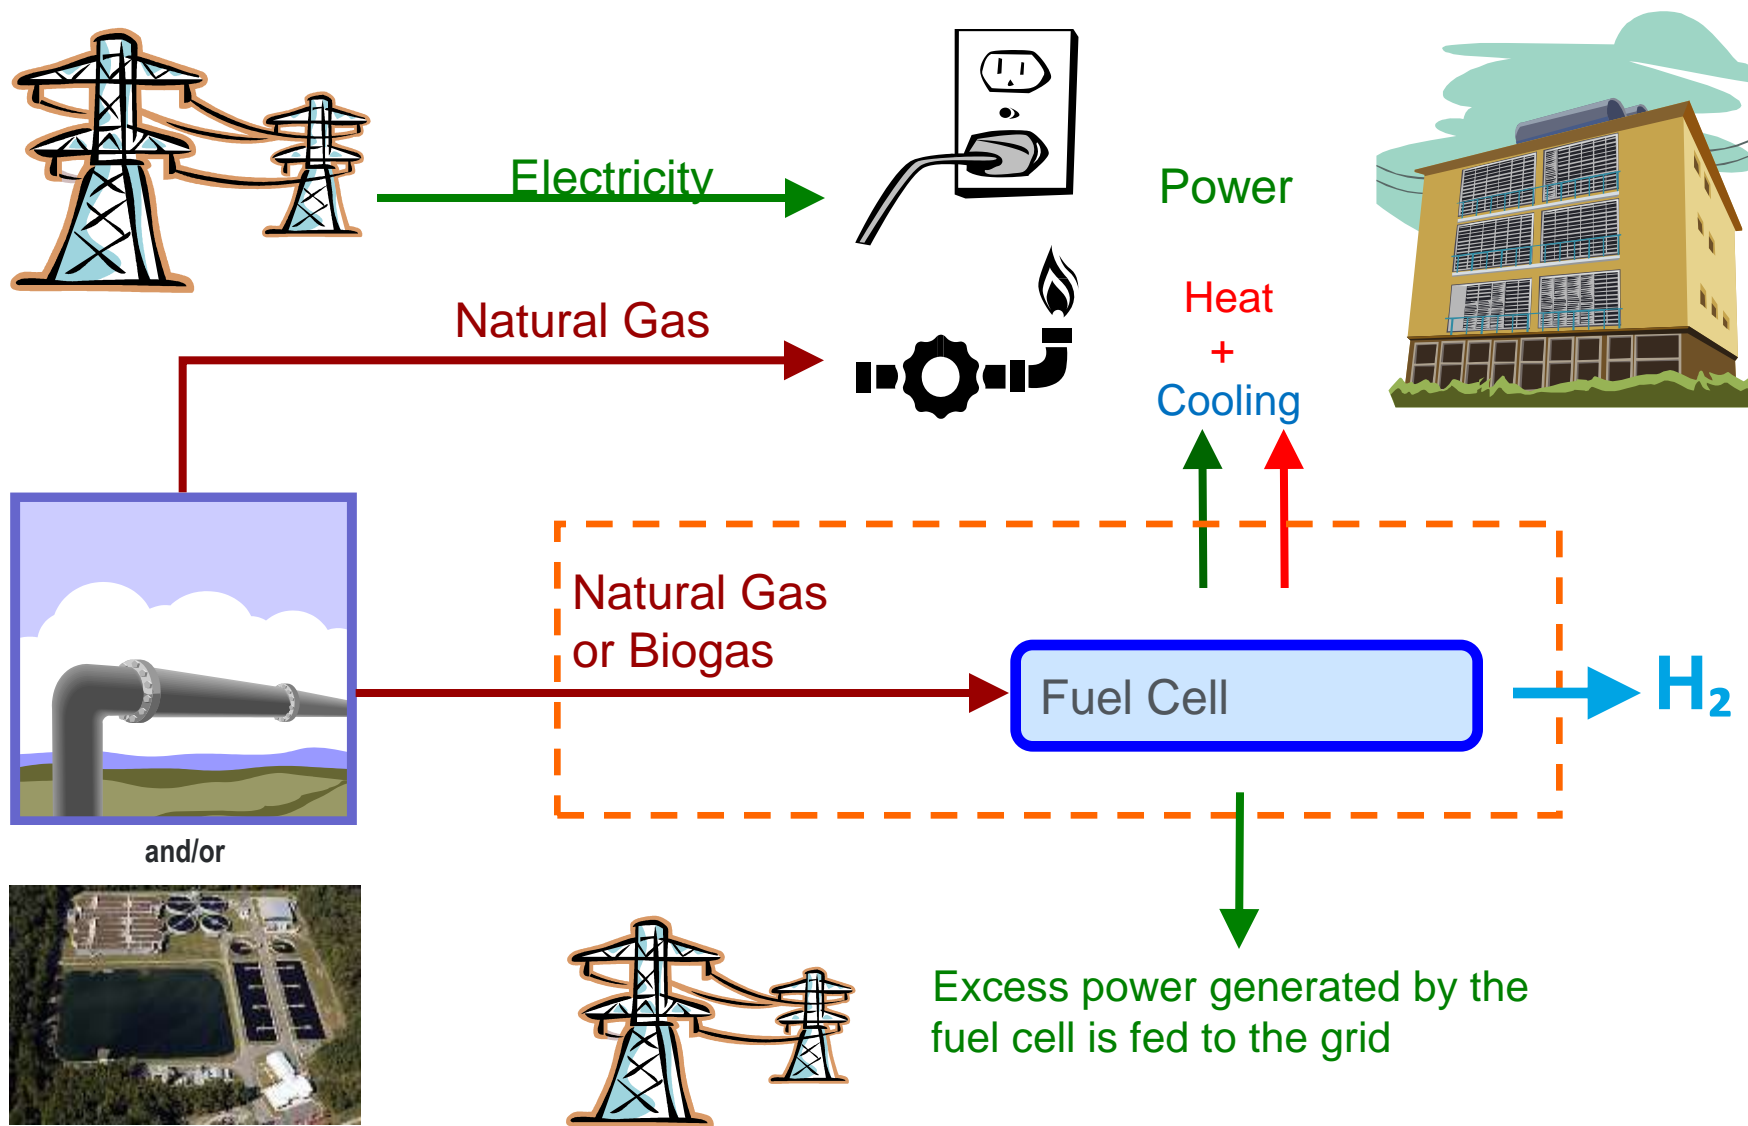 Electricity
Power
Natural Gas
Heat
+
Cooling
Natural Gas
or Biogas
Fuel Cell
H₂
and/or
Excess power generated by the
fuel cell is fed to the grid